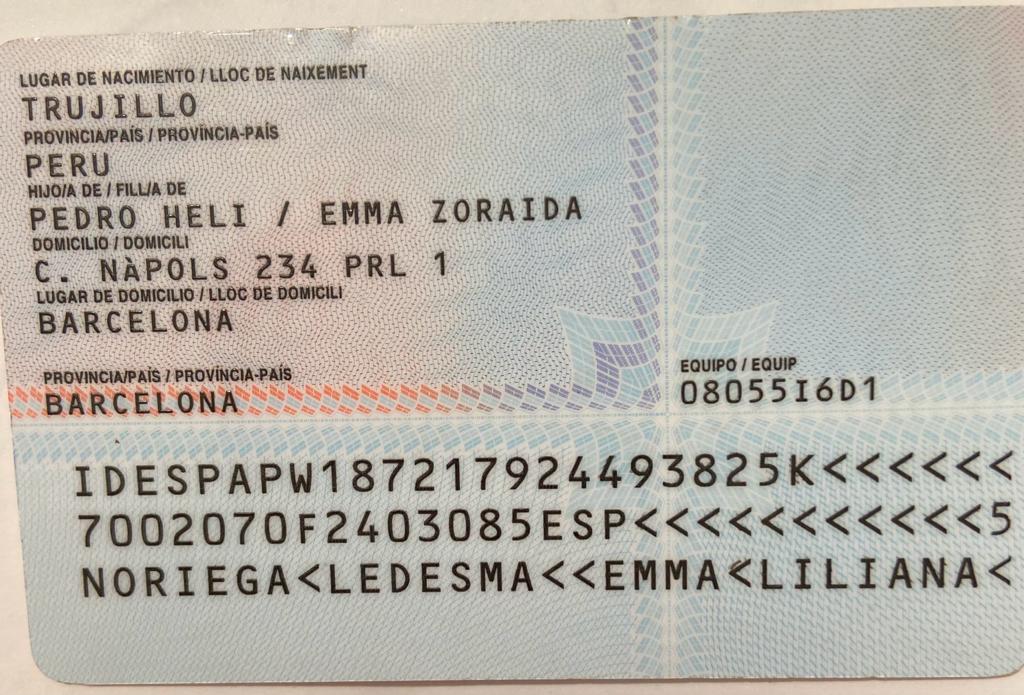 LUGAR DE NACIMIENTO / LLOC DE NAIXEMENT
TRUJILLO
PROVINCIA/PAÍS / PROVÍNCIA-PAÍS
PERU
HIJO/A DE / FILL/A DE
PEDRO HELI / EMMA ZORAIDA
DOMICILIO / DOMICILI
C. NÀPOLS 234 PRL 1
LUGAR DE DOMICILIO / LLOC DE DOMICILI
BARCELONA
PROVINCIA/PAÍS / PROVÍNCIA-PAÍS
BARCELONA
EQUIPO / EQUIP
08055I6D1
IDESPAPW187217924493825K<<<<<<
7002070F2403085ESP<<<<<<<<<<<5
NORIEGA<LEDESMA<<EMMA<LILIANA<